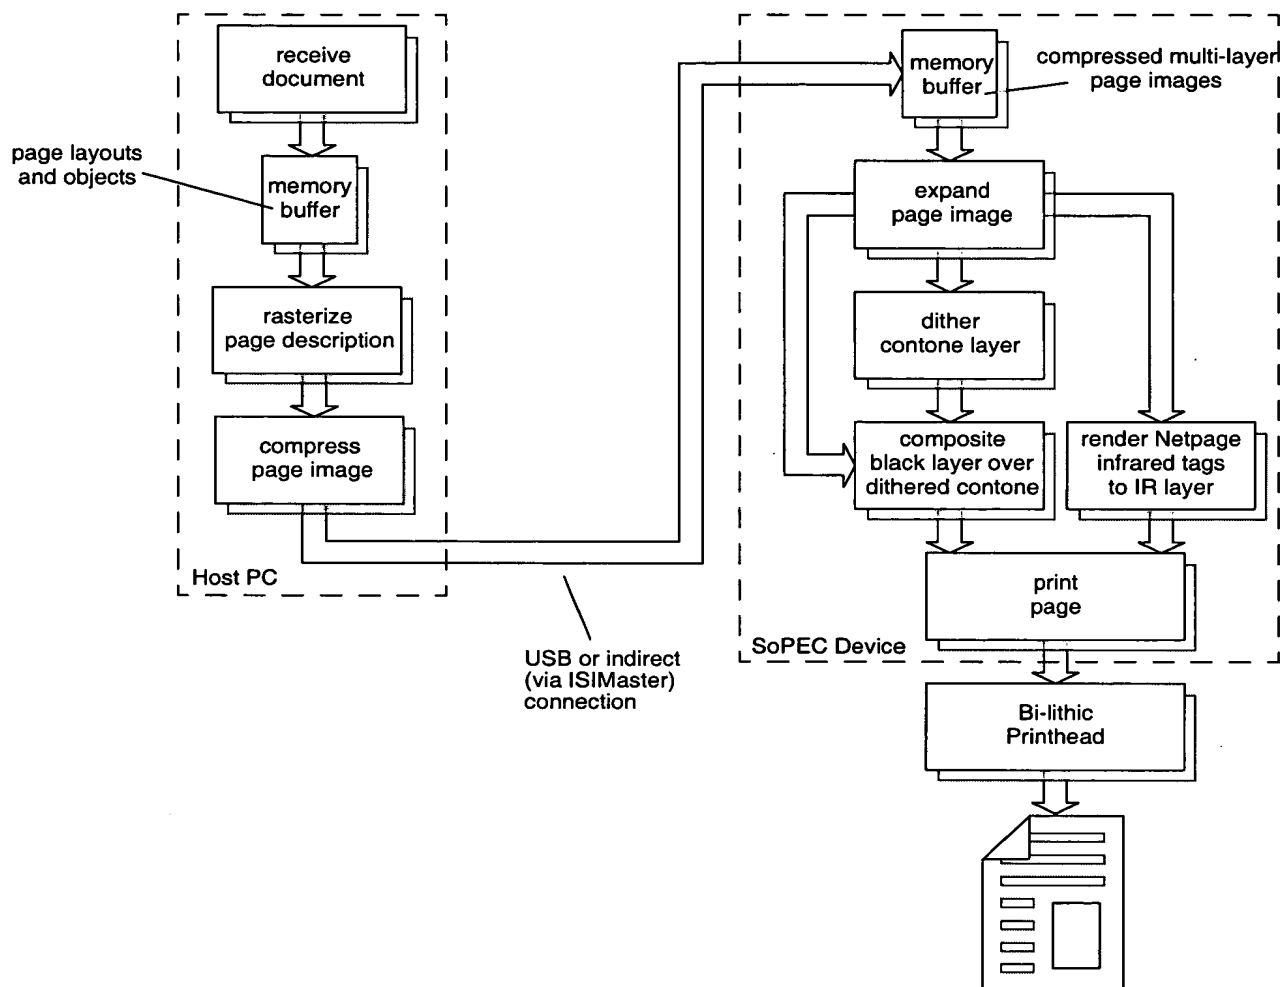 receive
document
page layouts
and objects
memory
buffer
rasterize
page description
compress
page image
Host PC
USB or indirect
(via ISIMaster)
connection
memory
buffer
compressed multi-layer
page images
expand
page image
dither
contone layer
composite
black layer over
dithered contone
render Netpage
infrared tags
to IR layer
print
page
SoPEC Device
Bi-lithic
Printhead